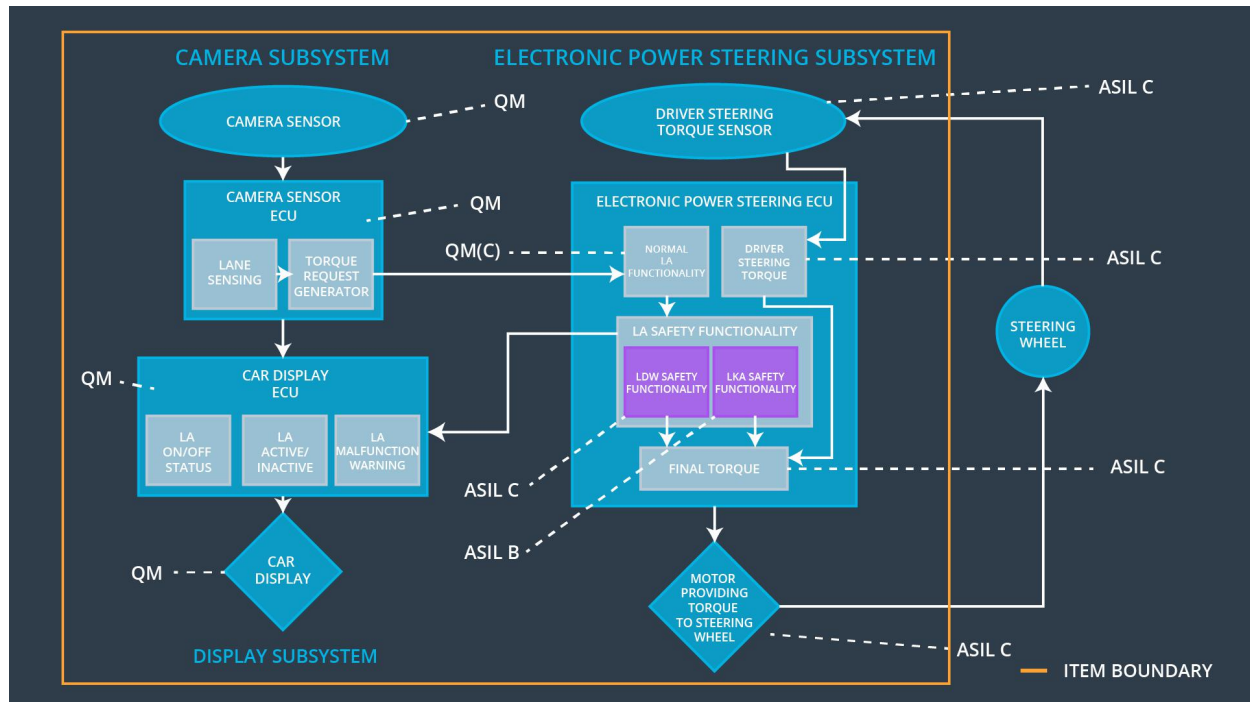 CAMERA SUBSYSTEM
ELECTRONIC POWER STEERING SUBSYSTEM
CAMERA SENSOR
QM
DRIVER STEERING
TORQUE SENSOR
ASIL C
CAMERA SENSOR
ECU
QM
LANE
SENSING
TORQUE
REQUEST
GENERATOR
ELECTRONIC POWER STEERING ECU
QM(C)
NORMAL
LA
FUNCTIONALITY
DRIVER
STEERING
TORQUE
ASIL C
STEERING
WHEEL
LA SAFETY FUNCTIONALITY
LDW SAFETY
FUNCTIONALITY
LKA SAFETY
FUNCTIONALITY
QM
CAR DISPLAY
ECU
LA
ON/OFF
STATUS
LA
ACTIVE/
INACTIVE
LA
MALFUNCTION
WARNING
FINAL TORQUE
ASIL C
ASIL C
ASIL B
QM
CAR
DISPLAY
MOTOR
PROVIDING
TORQUE
TO STEERING
WHEEL
ASIL C
DISPLAY SUBSYSTEM
ITEM BOUNDARY